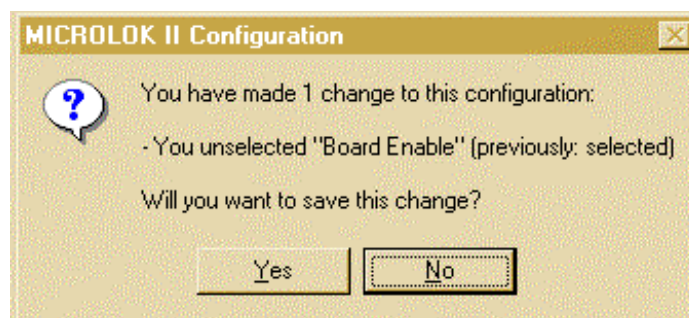 MICROLOK II Configuration
You have made 1 change to this configuration:
- You unselected "Board Enable" (previously: selected)
Will you want to save this change?
Yes No